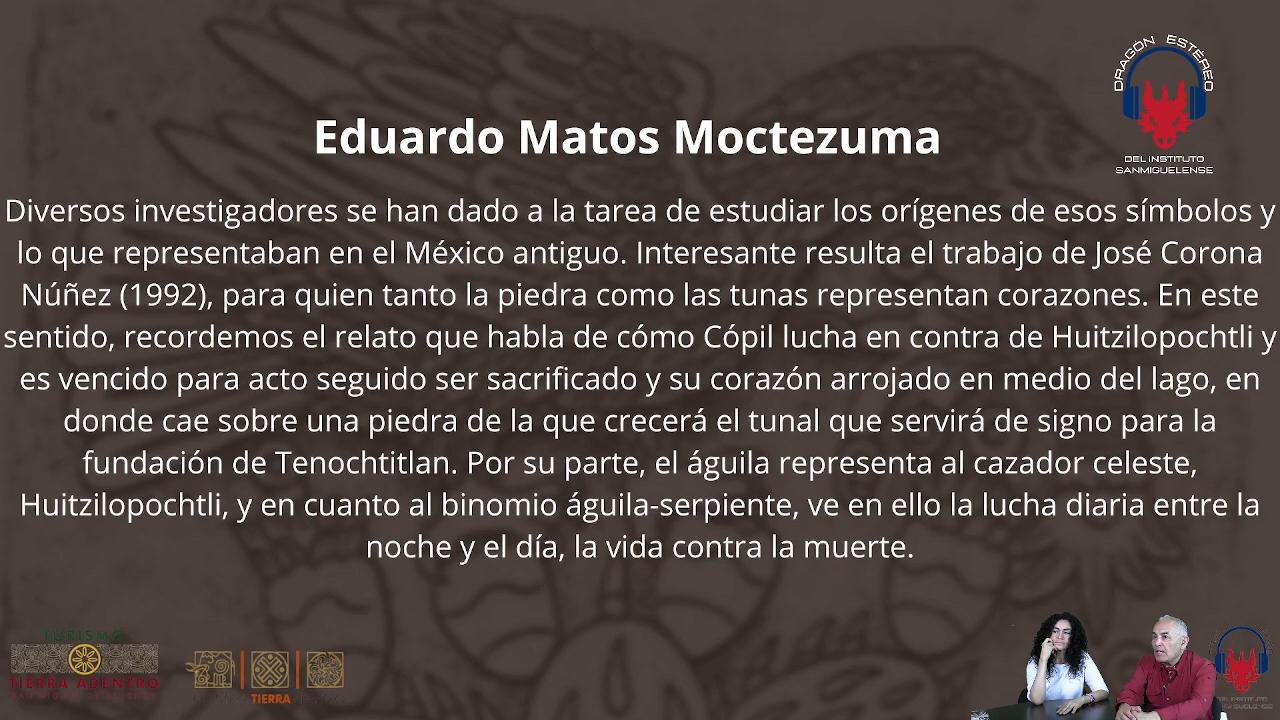 DRAGÓN ESTÉREO
DEL INSTITUTO
SANMIGUELENSE
Eduardo Matos Moctezuma
Diversos investigadores se han dado a la tarea de estudiar los orígenes de esos símbolos y
lo que representaban en el México antiguo. Interesante resulta el trabajo de José Corona
Núñez (1992), para quien tanto la piedra como las tunas representan corazones. En este
sentido, recordemos el relato que habla de cómo Cópil lucha en contra de Huitzilopochtli y
es vencido para acto seguido ser sacrificado y su corazón arrojado en medio del lago, en
donde cae sobre una piedra de la que crecerá el tunal que servirá de signo para la
fundación de Tenochtitlan. Por su parte, el águila representa al cazador celeste,
Huitzilopochtli, y en cuanto al binomio águila-serpiente, ve en ello la lucha diaria entre la
noche y el día, la vida contra la muerte.
TURISMO
TIERRA ADENTRO
TIERRA